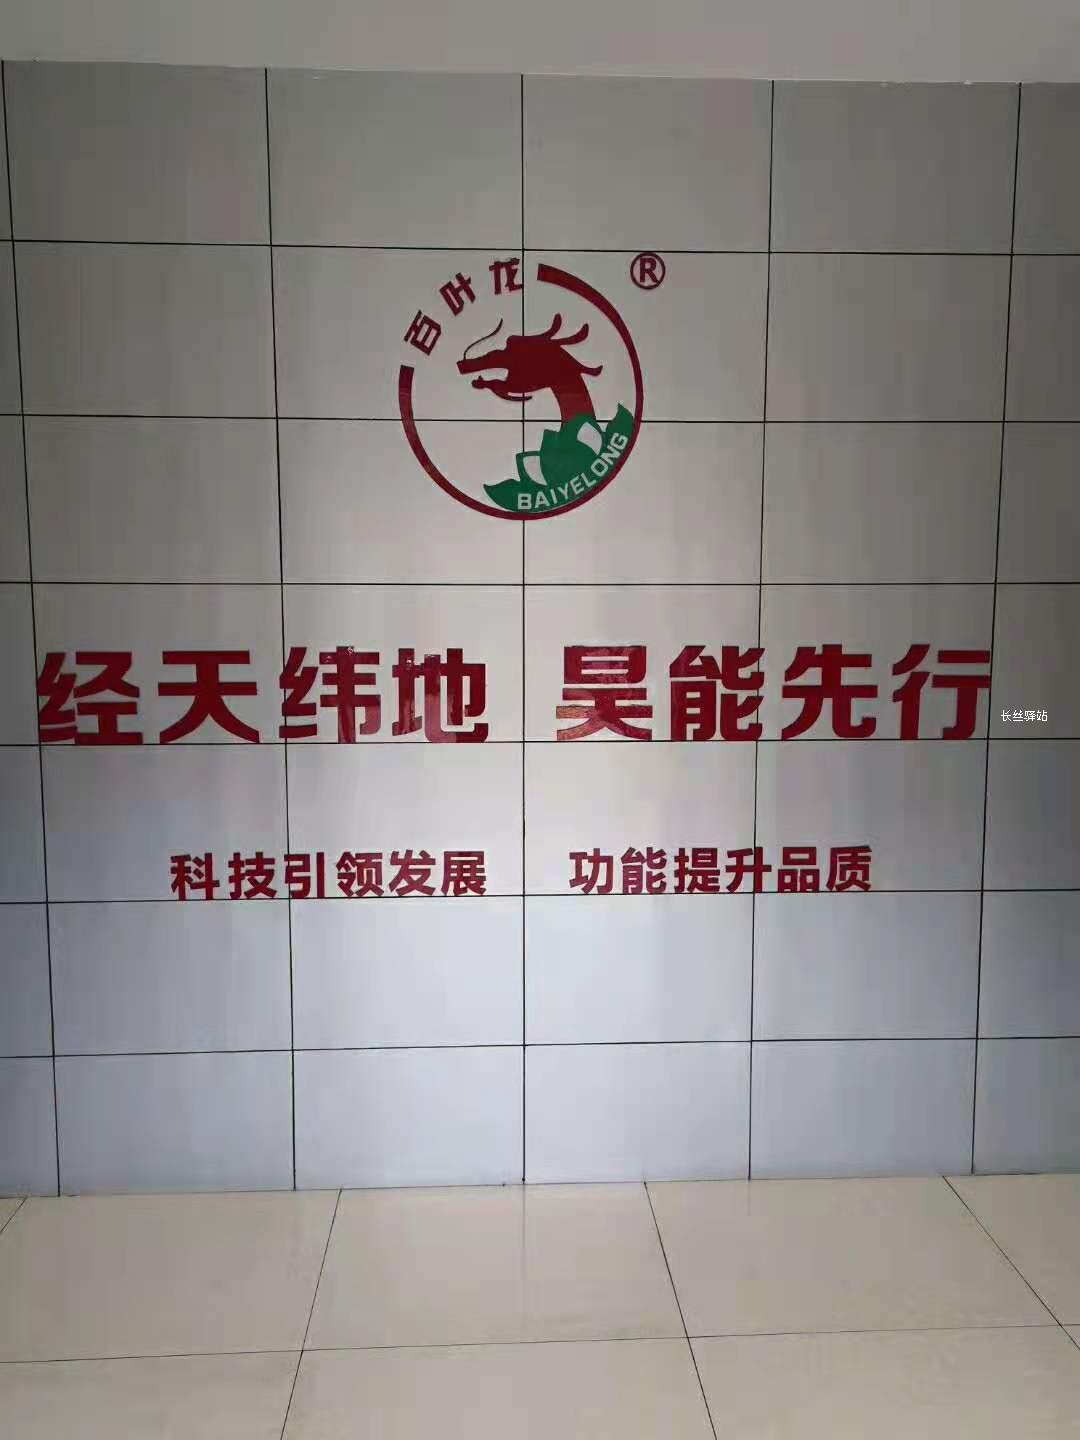 百叶龙
®
BAIYELONG
经天纬地 昊能先行
长丝驿站
科技引领发展 功能提升品质